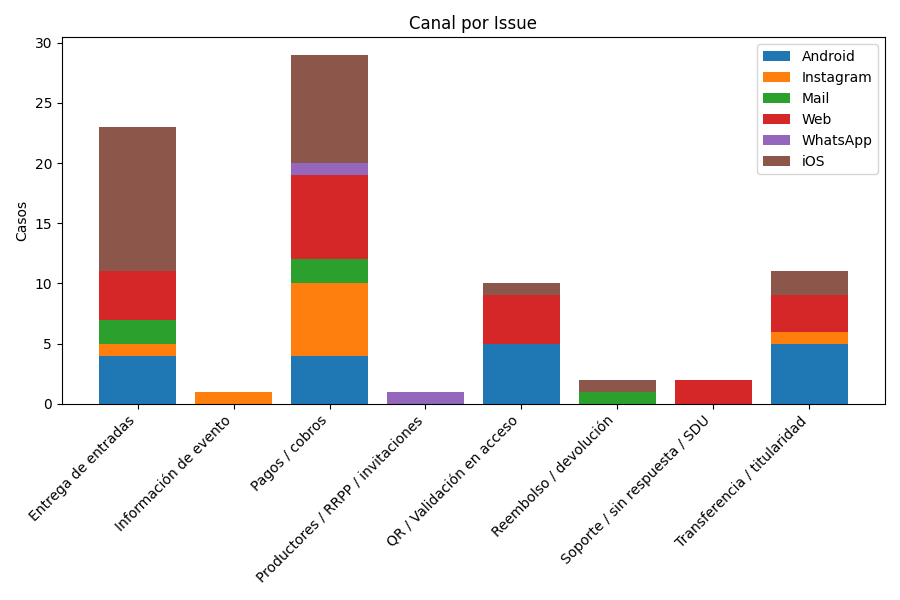 Canal por Issue
Casos
30
25
20
15
10
5
0
Android
Instagram
Mail
Web
WhatsApp
iOS
Entrega de entradas
Información de evento
Pagos / cobros
Productores / RRPP / invitaciones
QR / Validación en acceso
Reembolso / devolución
Soporte / sin respuesta / SDU
Transferencia / titularidad